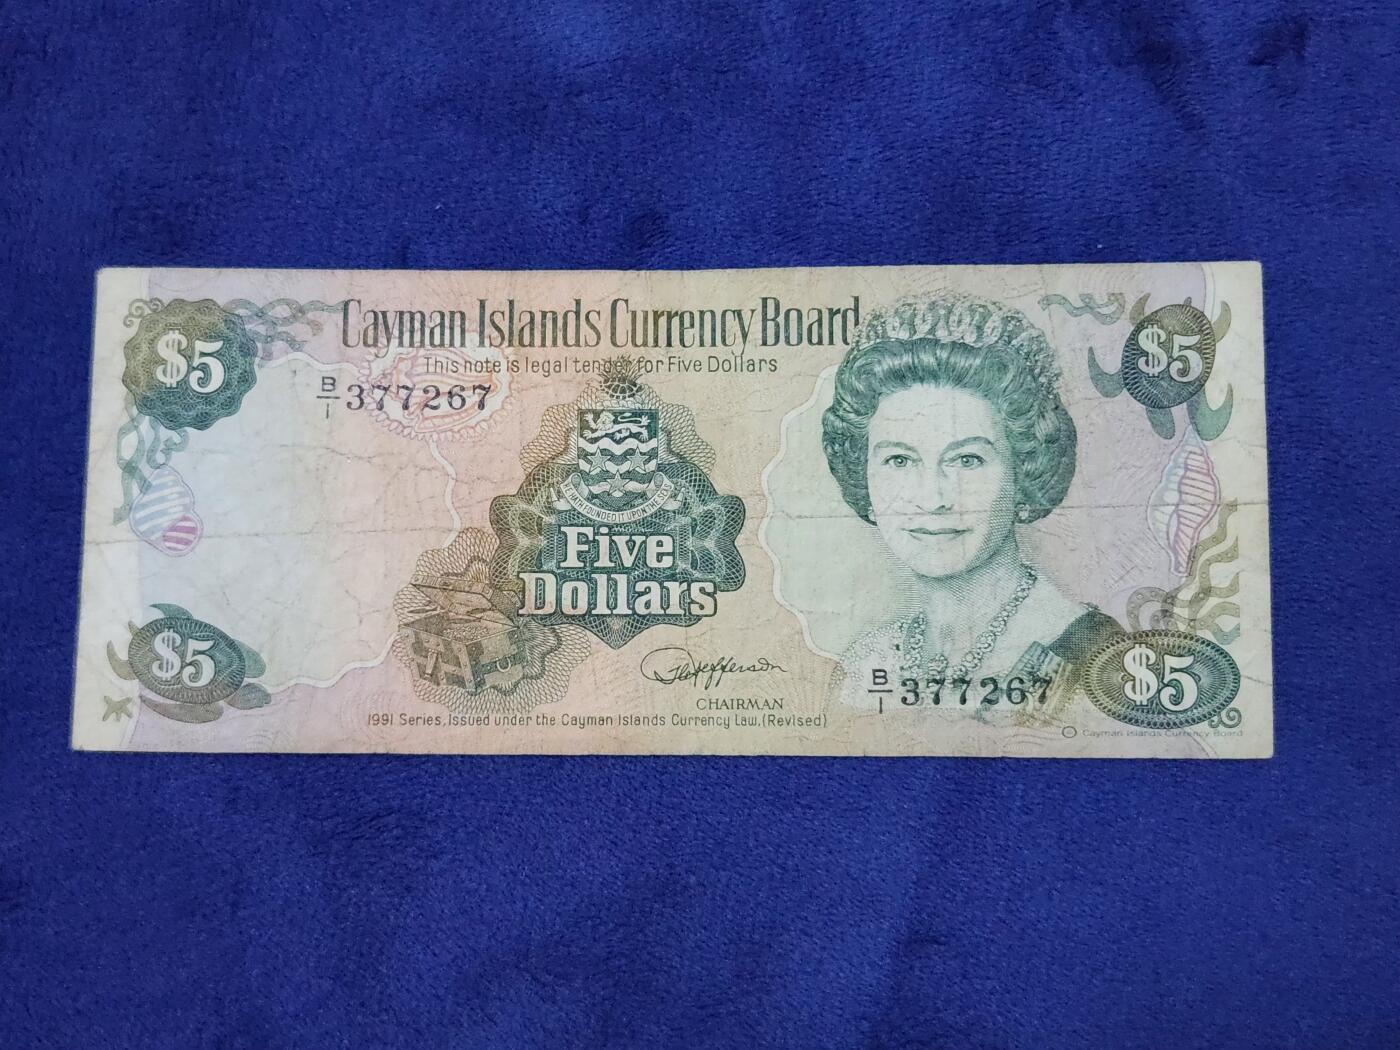 Cayman Islands Currency Board
This note is legal tender for Five Dollars
$5
$5
B/1 377267
HE HATH FOUNDED IT UPON THE SEAS
Five
Dollars
$5
CHAIRMAN
B/1 377267
$5
1991 Series, Issued under the Cayman Islands Currency Law, (Revised)
© Cayman Islands Currency Board